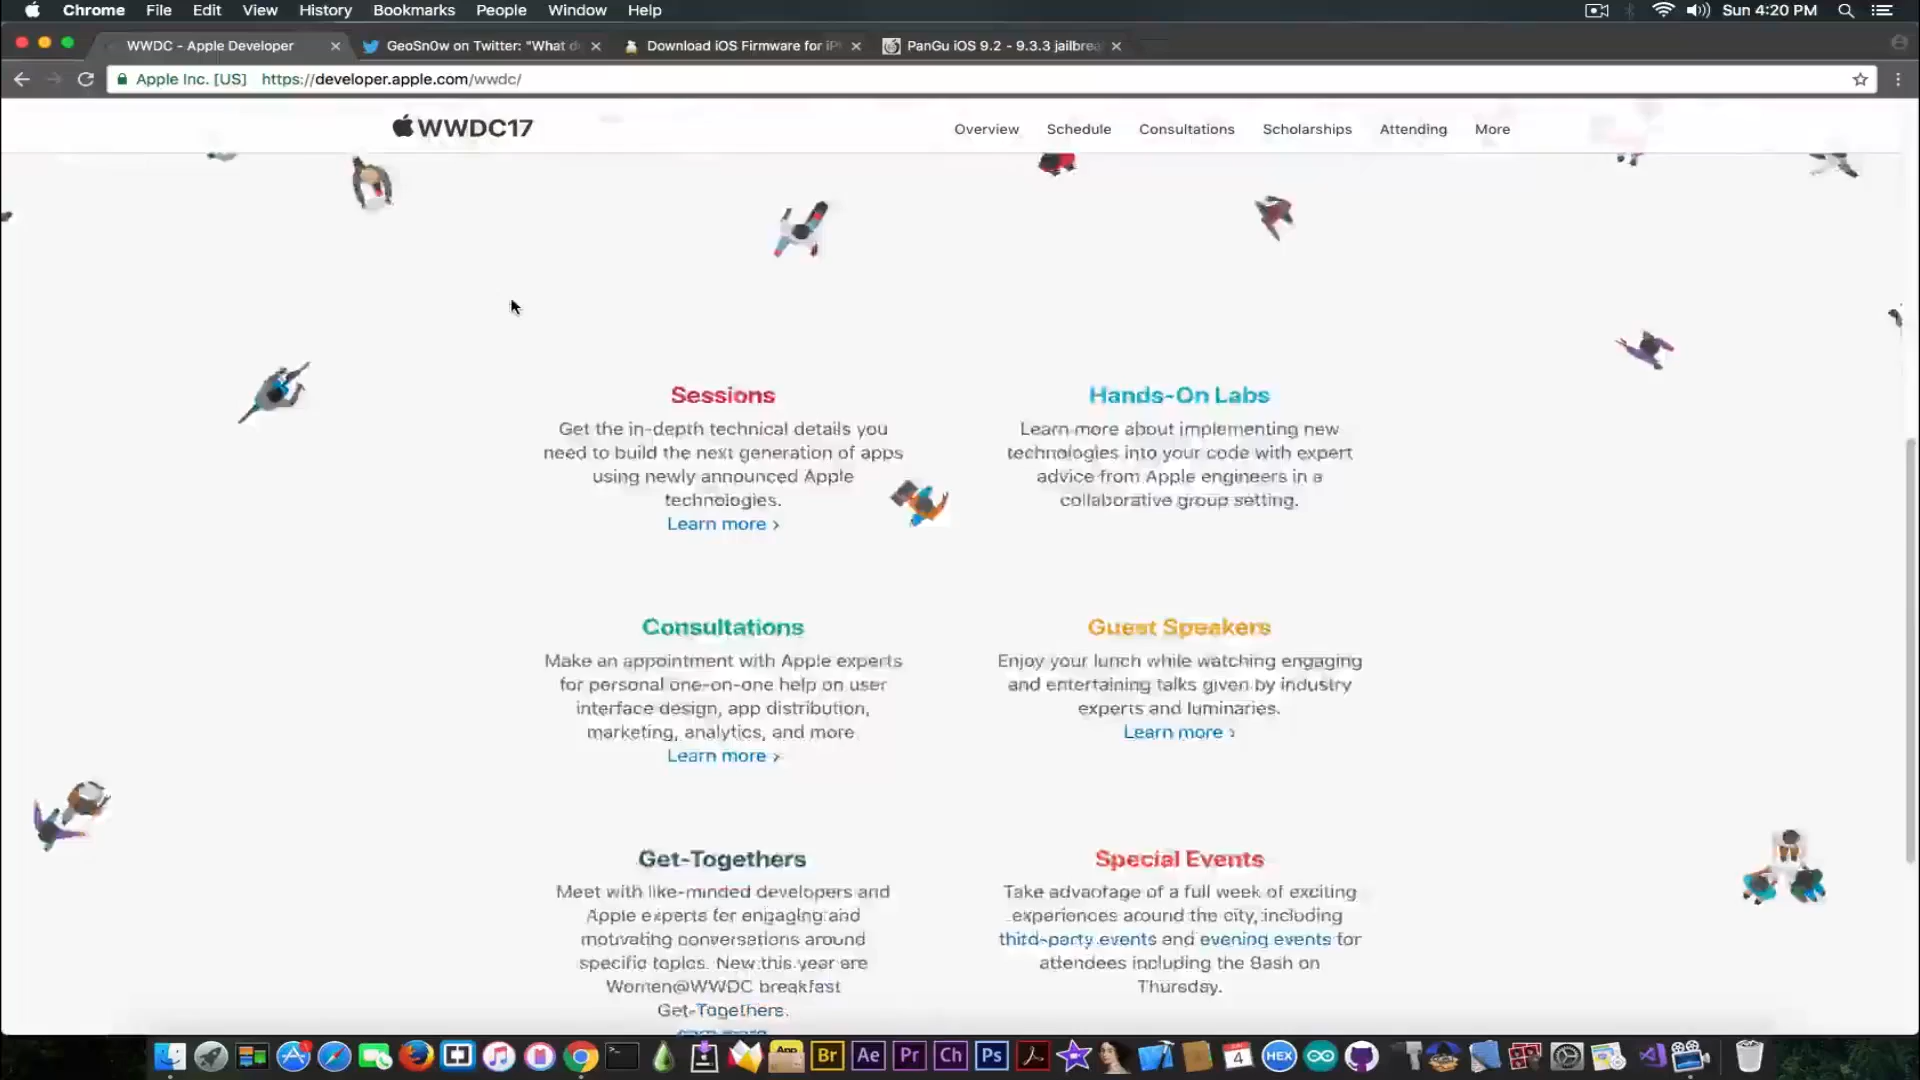 Chrome File Edit View History Bookmarks People Window Help Sun 4:20 PM
WWDC - Apple Developer GeoSn0w on Twitter: "What d Download iOS Firmware for iP PanGu iOS 9.2 - 9.3.3 jailbrea
Apple Inc. [US] https://developer.apple.com/wwdc/
WWDC17 Overview Schedule Consultations Scholarships Attending More
Sessions
Get the in-depth technical details you
need to build the next generation of apps
using newly announced Apple
technologies.
Learn more ›
Hands-On Labs
Learn more about implementing new
technologies into your code with expert
advice from Apple engineers in a
collaborative group setting.
Consultations
Make an appointment with Apple experts
for personal one-on-one help on user
interface design, app distribution,
marketing, analytics, and more
Learn more ›
Guest Speakers
Enjoy your lunch while watching engaging
and entertaining talks given by industry
experts and luminaries.
Learn more ›
Get-Togethers
Meet with like-minded developers and
Apple experts for engaging and
motivating conversations around
specific topics. New this year are
Women@WWDC breakfast
Get-Togethers.
Special Events
Take advantage of a full week of exciting
experiences around the city, including
third-party events and evening events for
attendees including the Bash on
Thursday.
Br Ae Pr Ch Ps 4 HEX